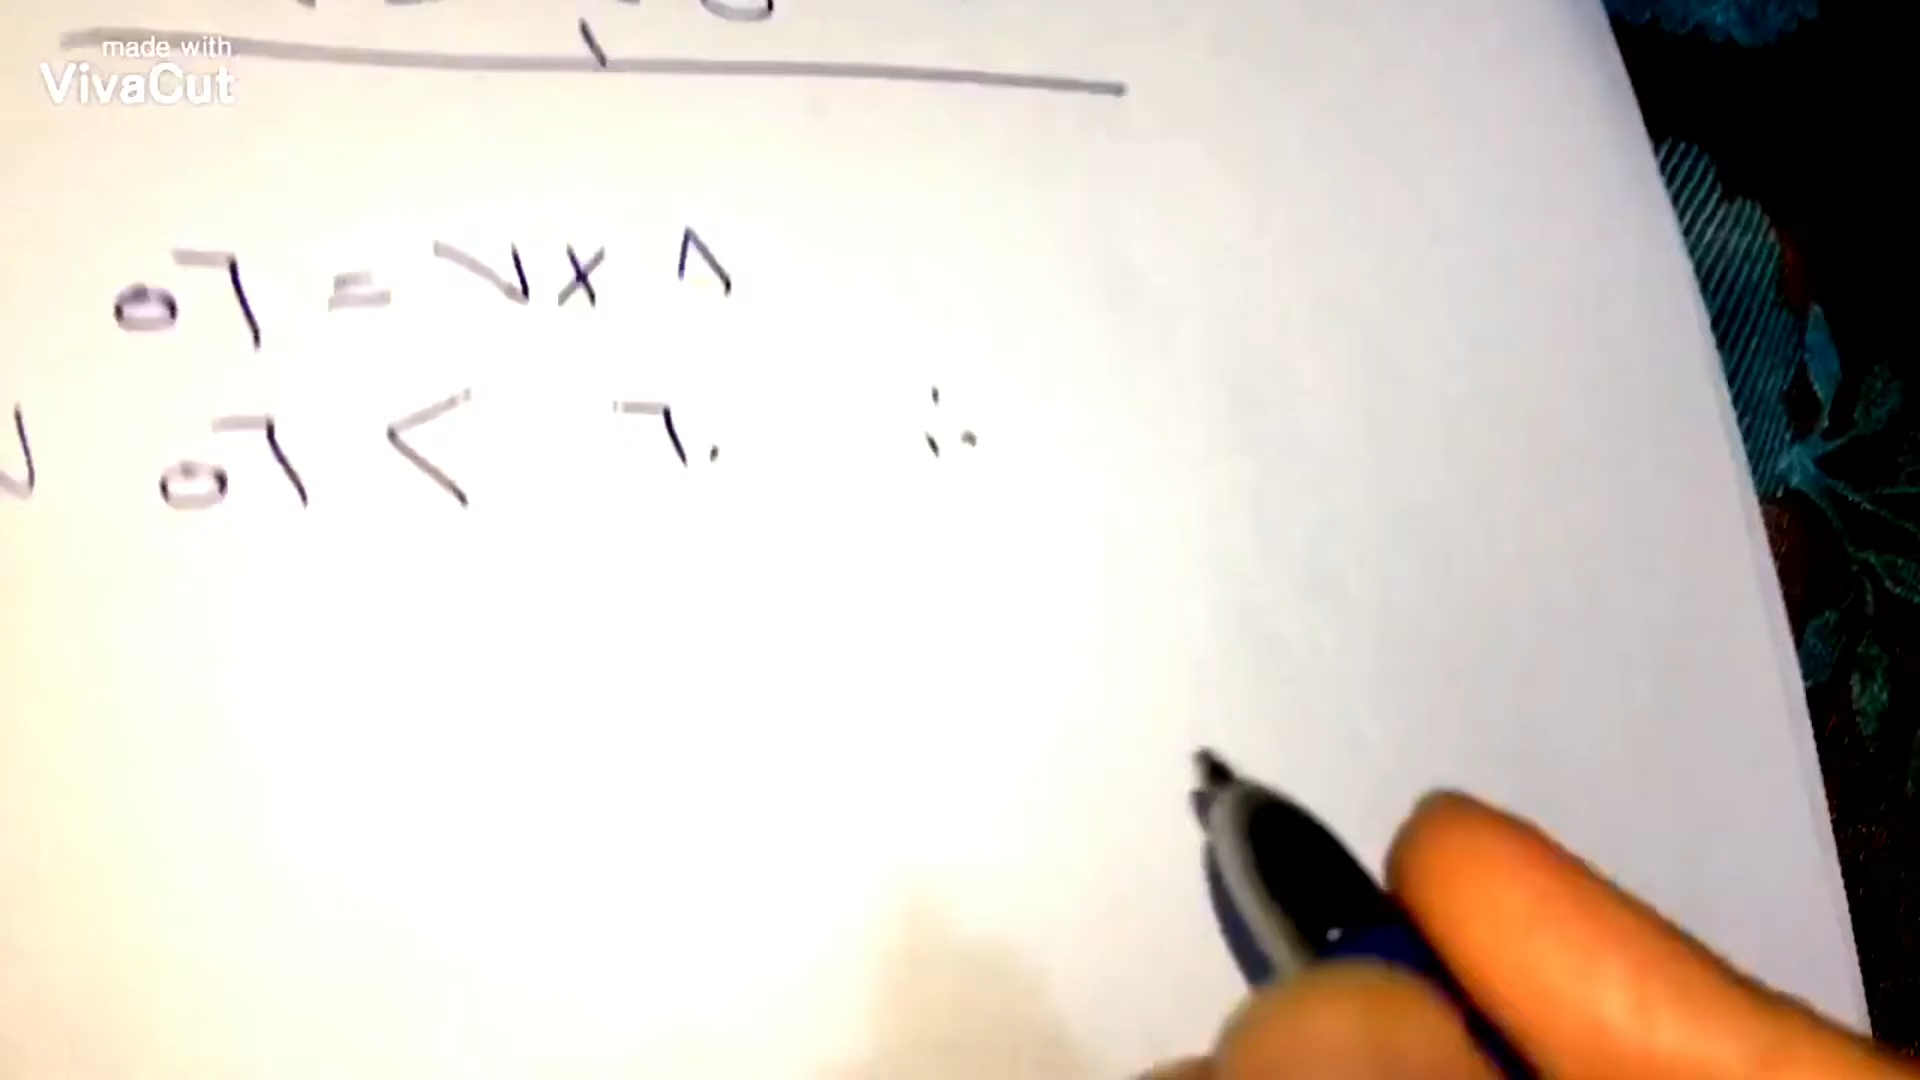 made with
VivaCut
٥٦ = ٧ × ٨
٥٦ < ٦٠ ∴